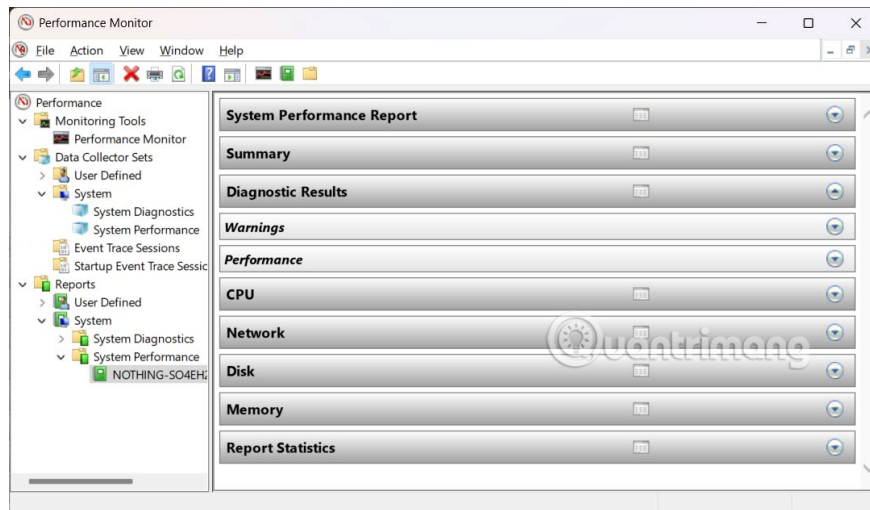 Performance Monitor
File Action View Window Help
Performance
Monitoring Tools
Performance Monitor
Data Collector Sets
User Defined
System
System Diagnostics
System Performance
Event Trace Sessions
Startup Event Trace Sessic
Reports
User Defined
System
System Diagnostics
System Performance
NOTHING-SO4EH2
System Performance Report
Summary
Diagnostic Results
Warnings
Performance
CPU
Network
Disk
Memory
Report Statistics
Quantrimang